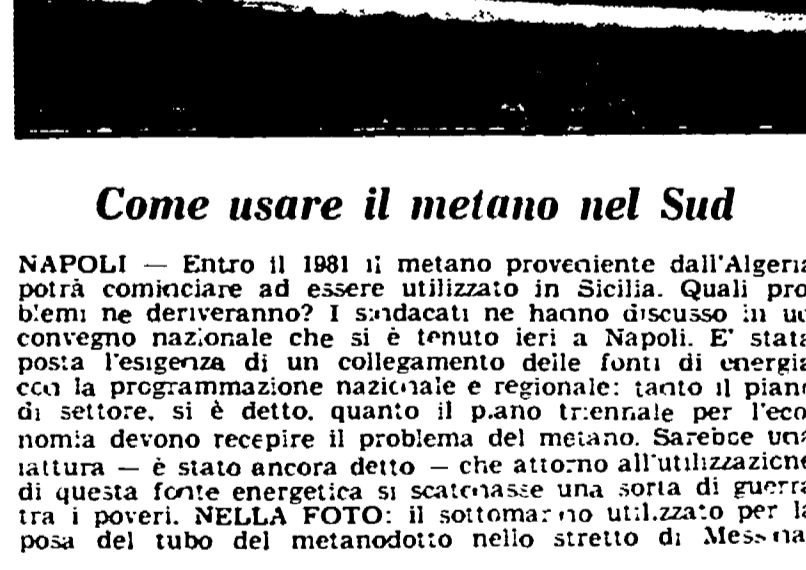 Come usare il metano nel Sud
NAPOLI — Entro il 1981 il metano proveniente dall'Algeria
potrà cominciare ad essere utilizzato in Sicilia. Quali pro
blemi ne deriveranno? I sindacati ne hanno discusso in un
convegno nazionale che si è tenuto ieri a Napoli. E' stata
posta l'esigenza di un collegamento delle fonti di energia
con la programmazione nazionale e regionale: tanto il piano
di settore, si è detto, quanto il piano triennale per l'eco
nomia devono recepire il problema del metano. Sarebbe una
iattura — è stato ancora detto — che attorno all'utilizzazione
di questa fonte energetica si scatenasse una sorta di guerra
tra i poveri. NELLA FOTO: il sottomarino utilizzato per la
posa del tubo del metanodotto nello stretto di Messina